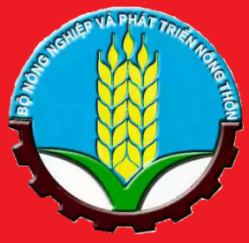 BỘ NÔNG NGHIỆP VÀ PHÁT TRIỂN NÔNG THÔN